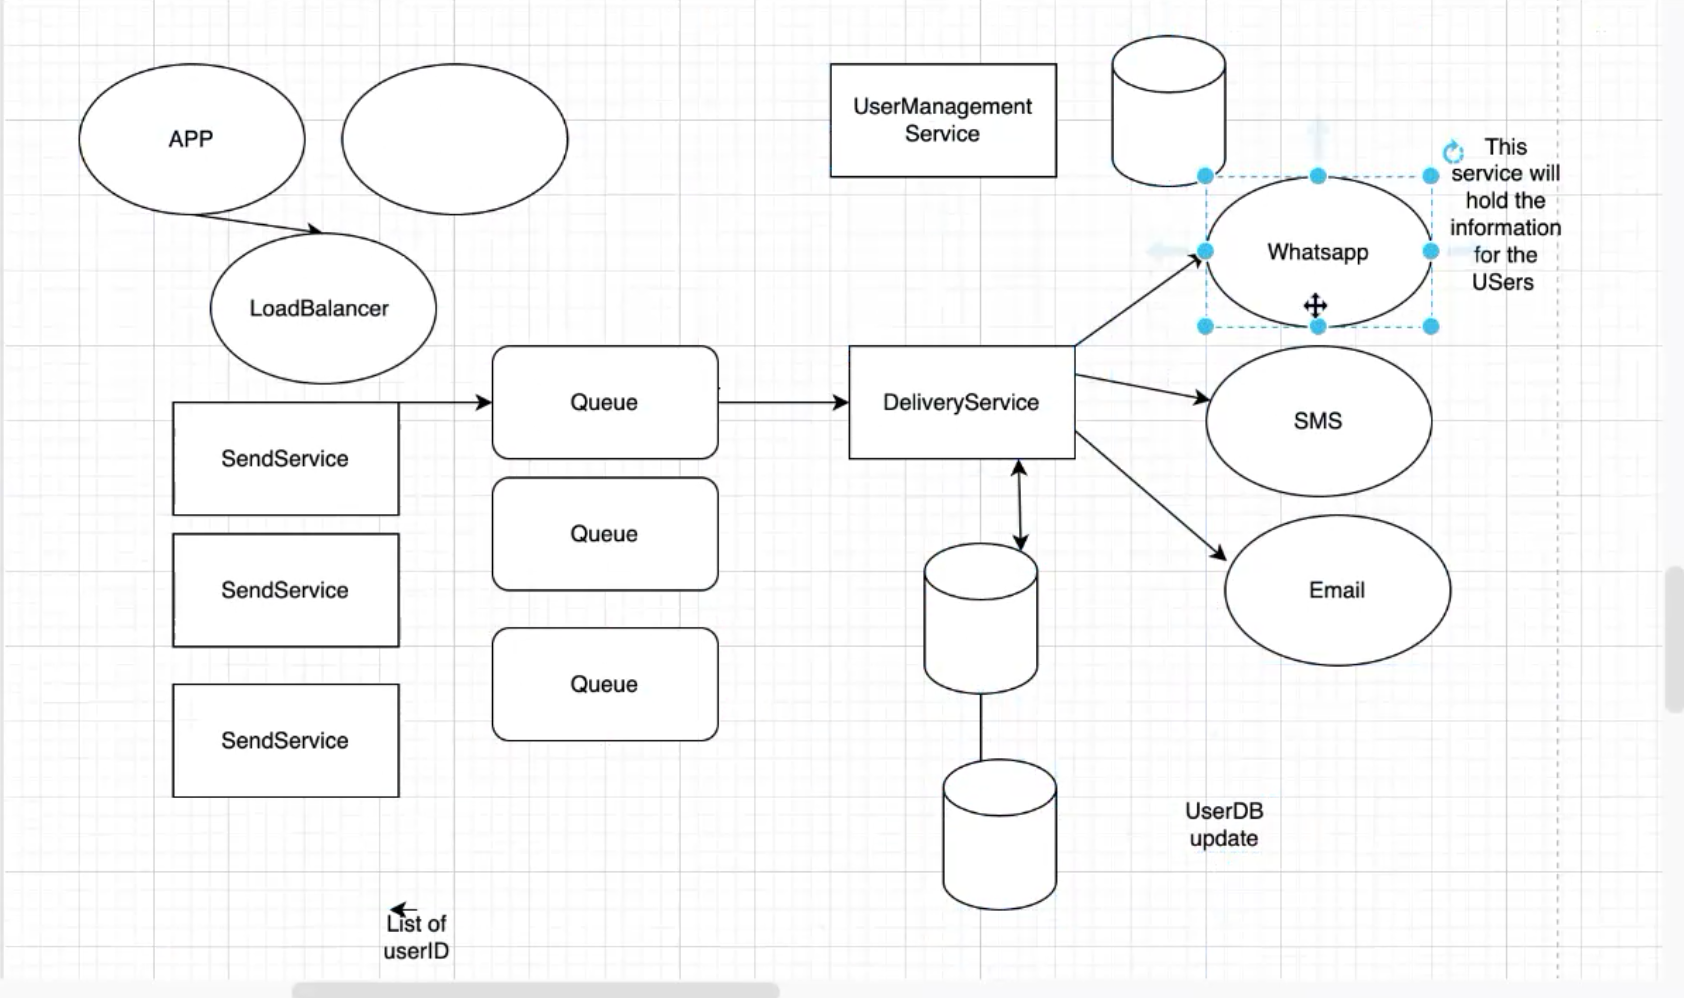 APP
UserManagement
Service
This
service will
hold the
information
for the
USers
Whatsapp
LoadBalancer
Queue
DeliveryService
SMS
SendService
Queue
SendService
Email
Queue
SendService
UserDB
update
List of
userID